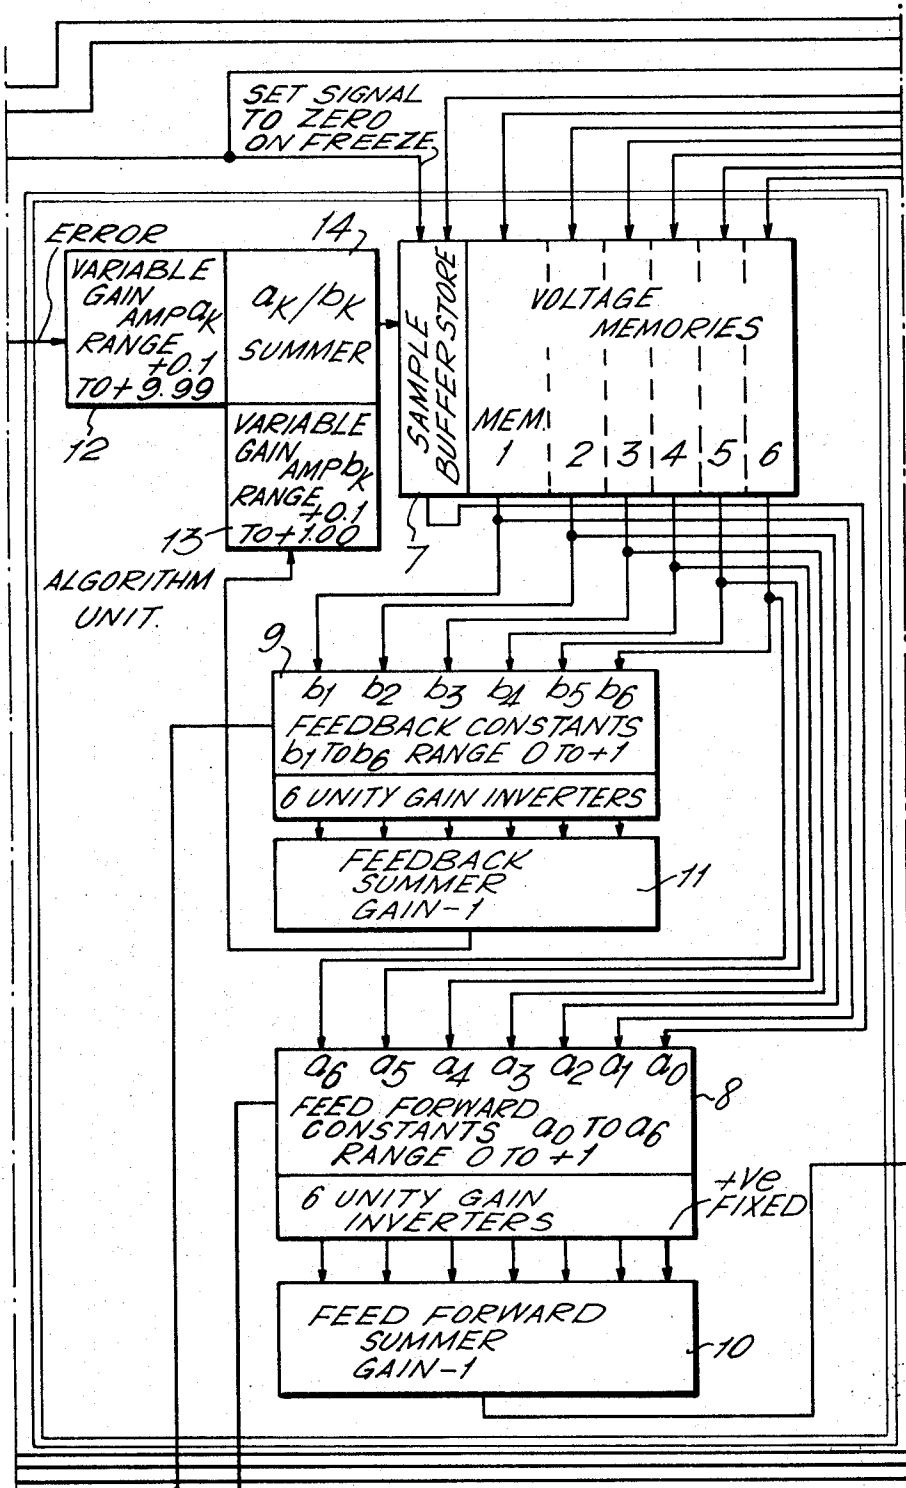 SET SIGNAL
TO ZERO
ON FREEZE
ERROR
14
VARIABLE
GAIN
AMP aK
RANGE
+0.1
TO + 9.99
12
aK/bK
SUMMER
VARIABLE
GAIN
AMP bK
RANGE
+0.1
TO + 1.00
13
SAMPLE
BUFFER STORE
VOLTAGE
MEMORIES
MEM.
1 2 3 4 5 6
7
ALGORITHM
UNIT.
9
b1 b2 b3 b4 b5 b6
FEEDBACK CONSTANTS
b1 TO b6 RANGE 0 TO +1
6 UNITY GAIN INVERTERS
FEEDBACK
SUMMER
GAIN-1
11
a6 a5 a4 a3 a2 a1 a0
8
FEED FORWARD
CONSTANTS a0 TO a6
RANGE 0 TO +1
6 UNITY GAIN
INVERTERS
+Ve
FIXED
FEED FORWARD
SUMMER
GAIN-1
10